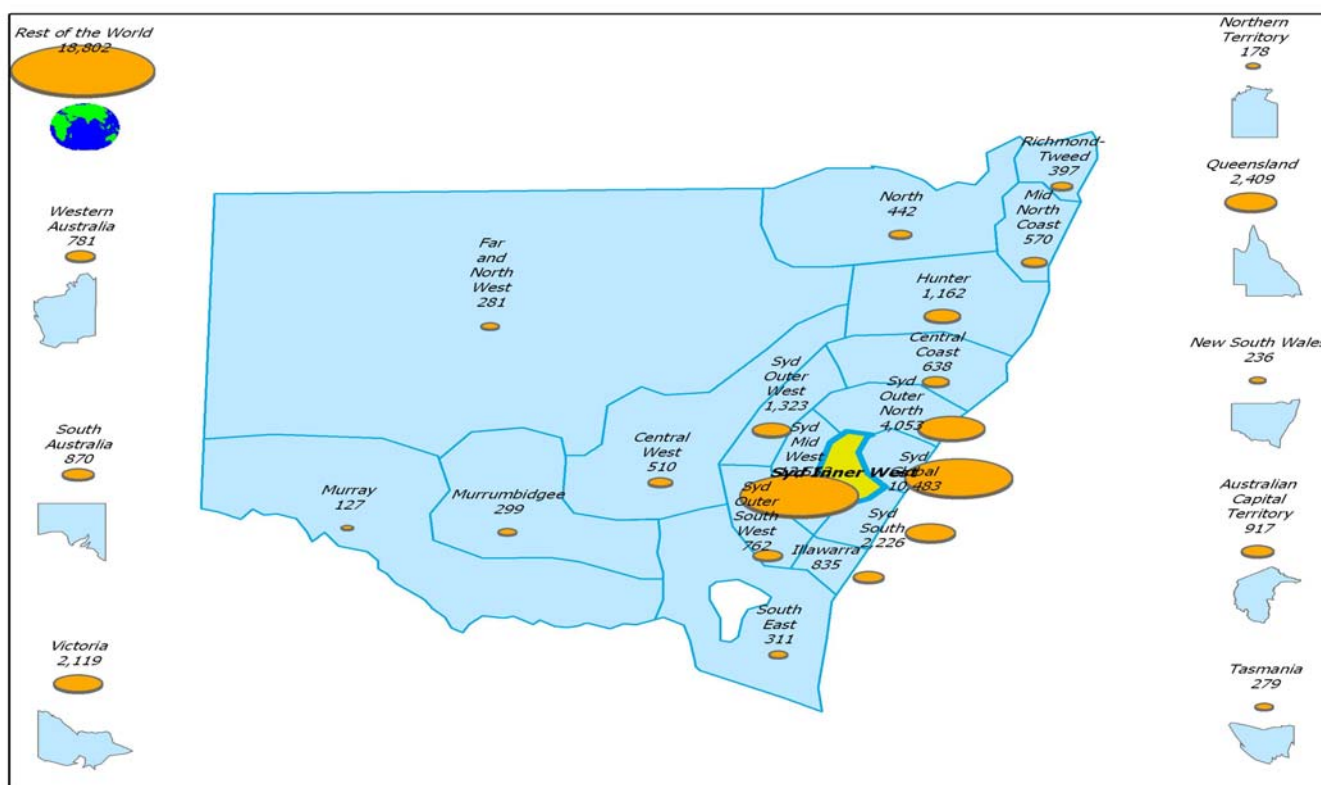 Rest of the World
18,802
Western
Australia
781
South
Australia
870
Victoria
2,119
Far
and
North
West
281
Murray
127
Murrumbidgee
299
Central
West
510
North
442
Richmond-
Tweed
397
Mid
North
Coast
570
Hunter
1,162
Central
Coast
638
Syd
Outer
West
1,323
Syd
Outer
North
4,053
Syd
Mid
West
Syd Inner West
Syd
Global
10,483
Syd
Outer
South
West
762
Syd
South
2,226
Illawarra
835
South
East
311
Northern
Territory
178
Queensland
2,409
New South Wales
236
Australian
Capital
Territory
917
Tasmania
279